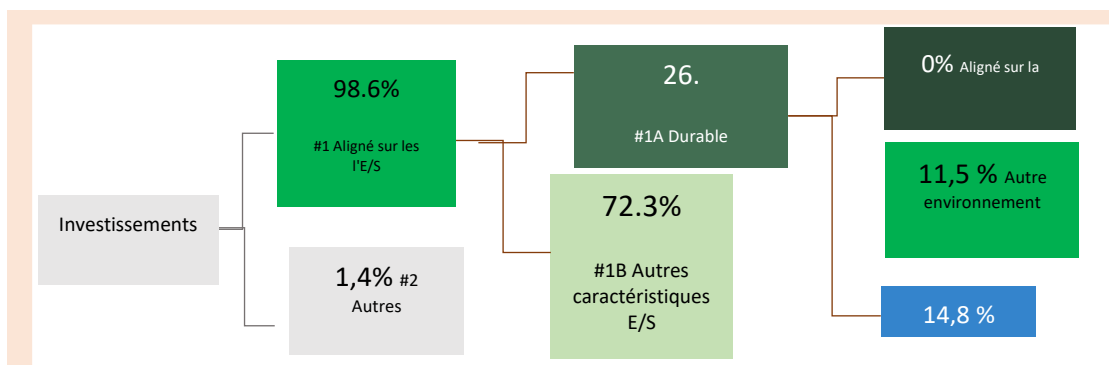 Investissements
98.6%
#1 Aligné sur les
l'E/S
1,4% #2
Autres
26.
#1A Durable
72.3%
#1B Autres
caractéristiques
E/S
0% Aligné sur la
11,5 % Autre
environnement
14,8 %